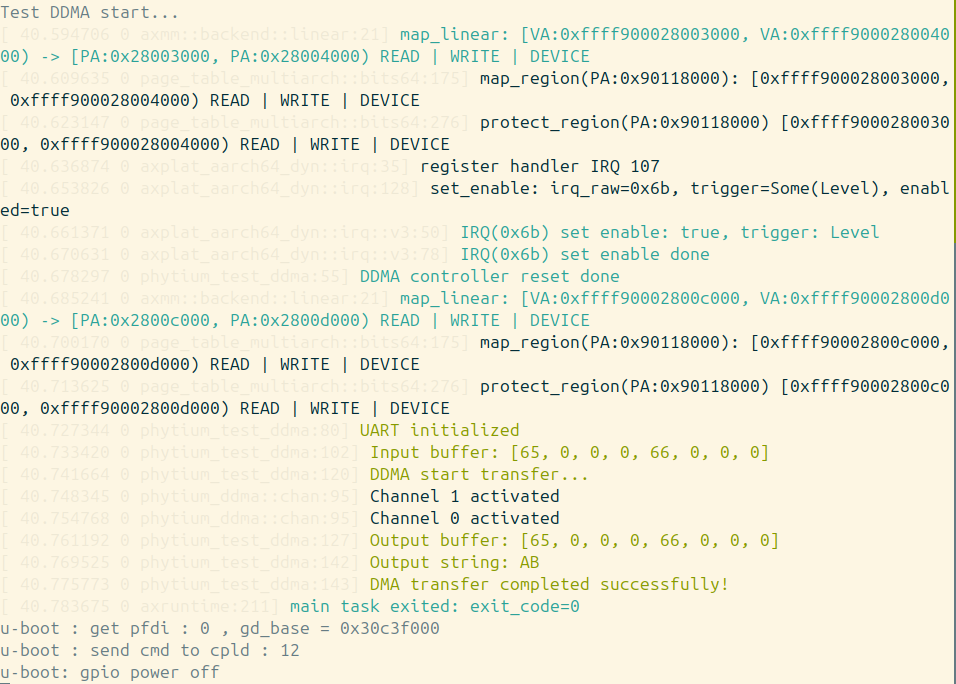 Test DDMA start...
[ 40.594706 0 axmm::backend::linear:21] map_linear: [VA:0xffff900028003000, VA:0xffff9000280040
00) -> [PA:0x28003000, PA:0x28004000) READ | WRITE | DEVICE
[ 40.609635 0 page_table_multiarch::bits64:175] map_region(PA:0x90118000): [0xffff900028003000,
 0xffff900028004000) READ | WRITE | DEVICE
[ 40.623147 0 page_table_multiarch::bits64:276] protect_region(PA:0x90118000) [0xffff9000280030
00, 0xffff900028004000) READ | WRITE | DEVICE
[ 40.636874 0 axplat_aarch64_dyn::irq:35] register handler IRQ 107
[ 40.653826 0 axplat_aarch64_dyn::irq:128] set_enable: irq_raw=0x6b, trigger=Some(Level), enabl
ed=true
[ 40.661371 0 axplat_aarch64_dyn::irq::v3:50] IRQ(0x6b) set enable: true, trigger: Level
[ 40.670631 0 axplat_aarch64_dyn::irq::v3:78] IRQ(0x6b) set enable done
[ 40.678297 0 phytium_test_ddma:55] DDMA controller reset done
[ 40.685241 0 axmm::backend::linear:21] map_linear: [VA:0xffff90002800c000, VA:0xffff90002800d0
00) -> [PA:0x2800c000, PA:0x2800d000) READ | WRITE | DEVICE
[ 40.700170 0 page_table_multiarch::bits64:175] map_region(PA:0x90118000): [0xffff90002800c000,
 0xffff90002800d000) READ | WRITE | DEVICE
[ 40.713625 0 page_table_multiarch::bits64:276] protect_region(PA:0x90118000) [0xffff90002800c0
00, 0xffff90002800d000) READ | WRITE | DEVICE
[ 40.727344 0 phytium_test_ddma:80] UART initialized
[ 40.733420 0 phytium_test_ddma:102] Input buffer: [65, 0, 0, 0, 66, 0, 0, 0]
[ 40.741664 0 phytium_test_ddma:120] DDMA start transfer...
[ 40.748345 0 phytium_ddma::chan:95] Channel 1 activated
[ 40.754768 0 phytium_ddma::chan:95] Channel 0 activated
[ 40.761192 0 phytium_test_ddma:127] Output buffer: [65, 0, 0, 0, 66, 0, 0, 0]
[ 40.769525 0 phytium_test_ddma:142] Output string: AB
[ 40.775773 0 phytium_test_ddma:143] DMA transfer completed successfully!
[ 40.783675 0 axruntime:211] main task exited: exit_code=0
u-boot : get pfdi : 0 , gd_base = 0x30c3f000
u-boot : send cmd to cpld : 12
u-boot: gpio power off